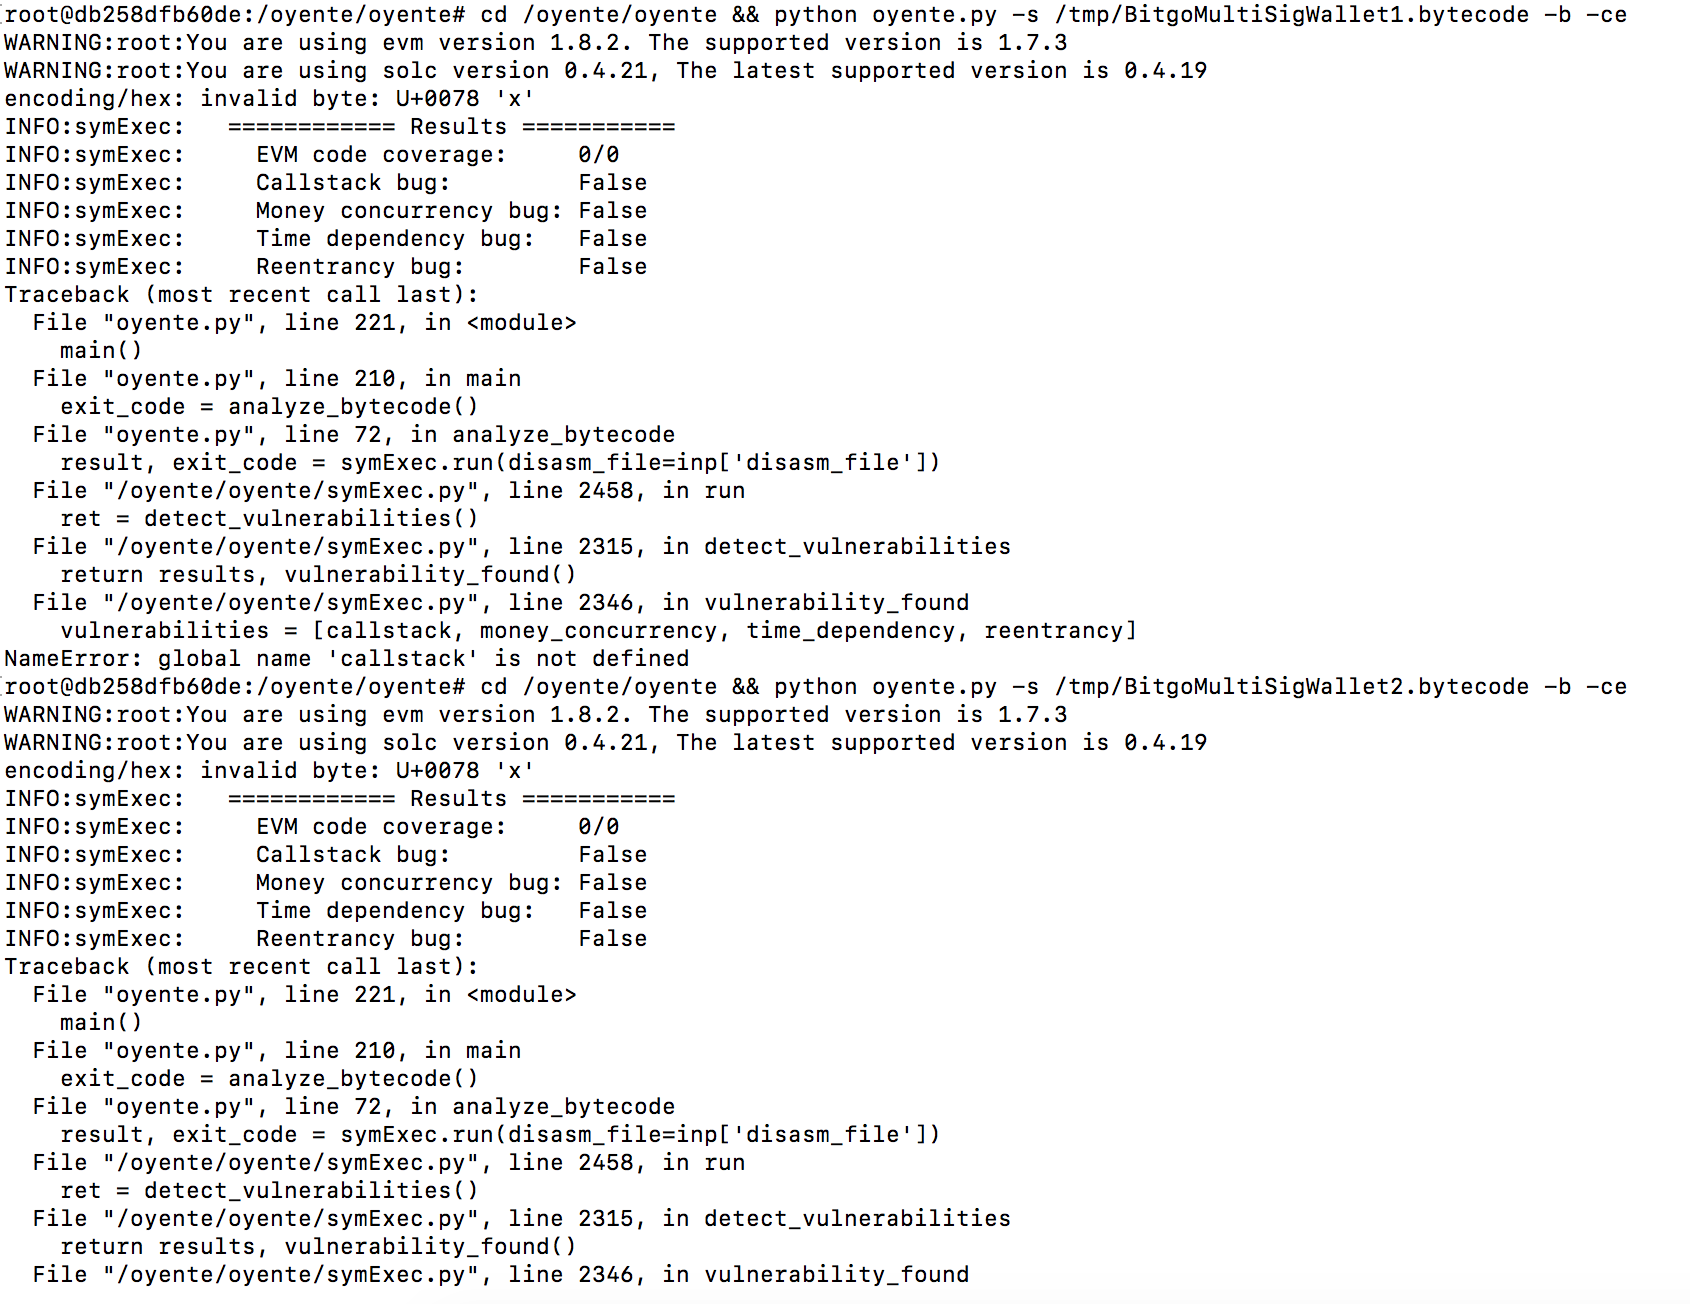 root@db258dfb60de:/oyente/oyente# cd /oyente/oyente && python oyente.py -s /tmp/BitgoMultiSigWallet1.bytecode -b -ce
WARNING:root:You are using evm version 1.8.2. The supported version is 1.7.3
WARNING:root:You are using solc version 0.4.21, The latest supported version is 0.4.19
encoding/hex: invalid byte: U+0078 'x'
INFO:symExec:   ============ Results ===========
INFO:symExec:     EVM code coverage:     0/0
INFO:symExec:     Callstack bug:         False
INFO:symExec:     Money concurrency bug: False
INFO:symExec:     Time dependency bug:   False
INFO:symExec:     Reentrancy bug:        False
Traceback (most recent call last):
  File "oyente.py", line 221, in <module>
    main()
  File "oyente.py", line 210, in main
    exit_code = analyze_bytecode()
  File "oyente.py", line 72, in analyze_bytecode
    result, exit_code = symExec.run(disasm_file=inp['disasm_file'])
  File "/oyente/oyente/symExec.py", line 2458, in run
    ret = detect_vulnerabilities()
  File "/oyente/oyente/symExec.py", line 2315, in detect_vulnerabilities
    return results, vulnerability_found()
  File "/oyente/oyente/symExec.py", line 2346, in vulnerability_found
    vulnerabilities = [callstack, money_concurrency, time_dependency, reentrancy]
NameError: global name 'callstack' is not defined
root@db258dfb60de:/oyente/oyente# cd /oyente/oyente && python oyente.py -s /tmp/BitgoMultiSigWallet2.bytecode -b -ce
WARNING:root:You are using evm version 1.8.2. The supported version is 1.7.3
WARNING:root:You are using solc version 0.4.21, The latest supported version is 0.4.19
encoding/hex: invalid byte: U+0078 'x'
INFO:symExec:   ============ Results ===========
INFO:symExec:     EVM code coverage:     0/0
INFO:symExec:     Callstack bug:         False
INFO:symExec:     Money concurrency bug: False
INFO:symExec:     Time dependency bug:   False
INFO:symExec:     Reentrancy bug:        False
Traceback (most recent call last):
  File "oyente.py", line 221, in <module>
    main()
  File "oyente.py", line 210, in main
    exit_code = analyze_bytecode()
  File "oyente.py", line 72, in analyze_bytecode
    result, exit_code = symExec.run(disasm_file=inp['disasm_file'])
  File "/oyente/oyente/symExec.py", line 2458, in run
    ret = detect_vulnerabilities()
  File "/oyente/oyente/symExec.py", line 2315, in detect_vulnerabilities
    return results, vulnerability_found()
  File "/oyente/oyente/symExec.py", line 2346, in vulnerability_found